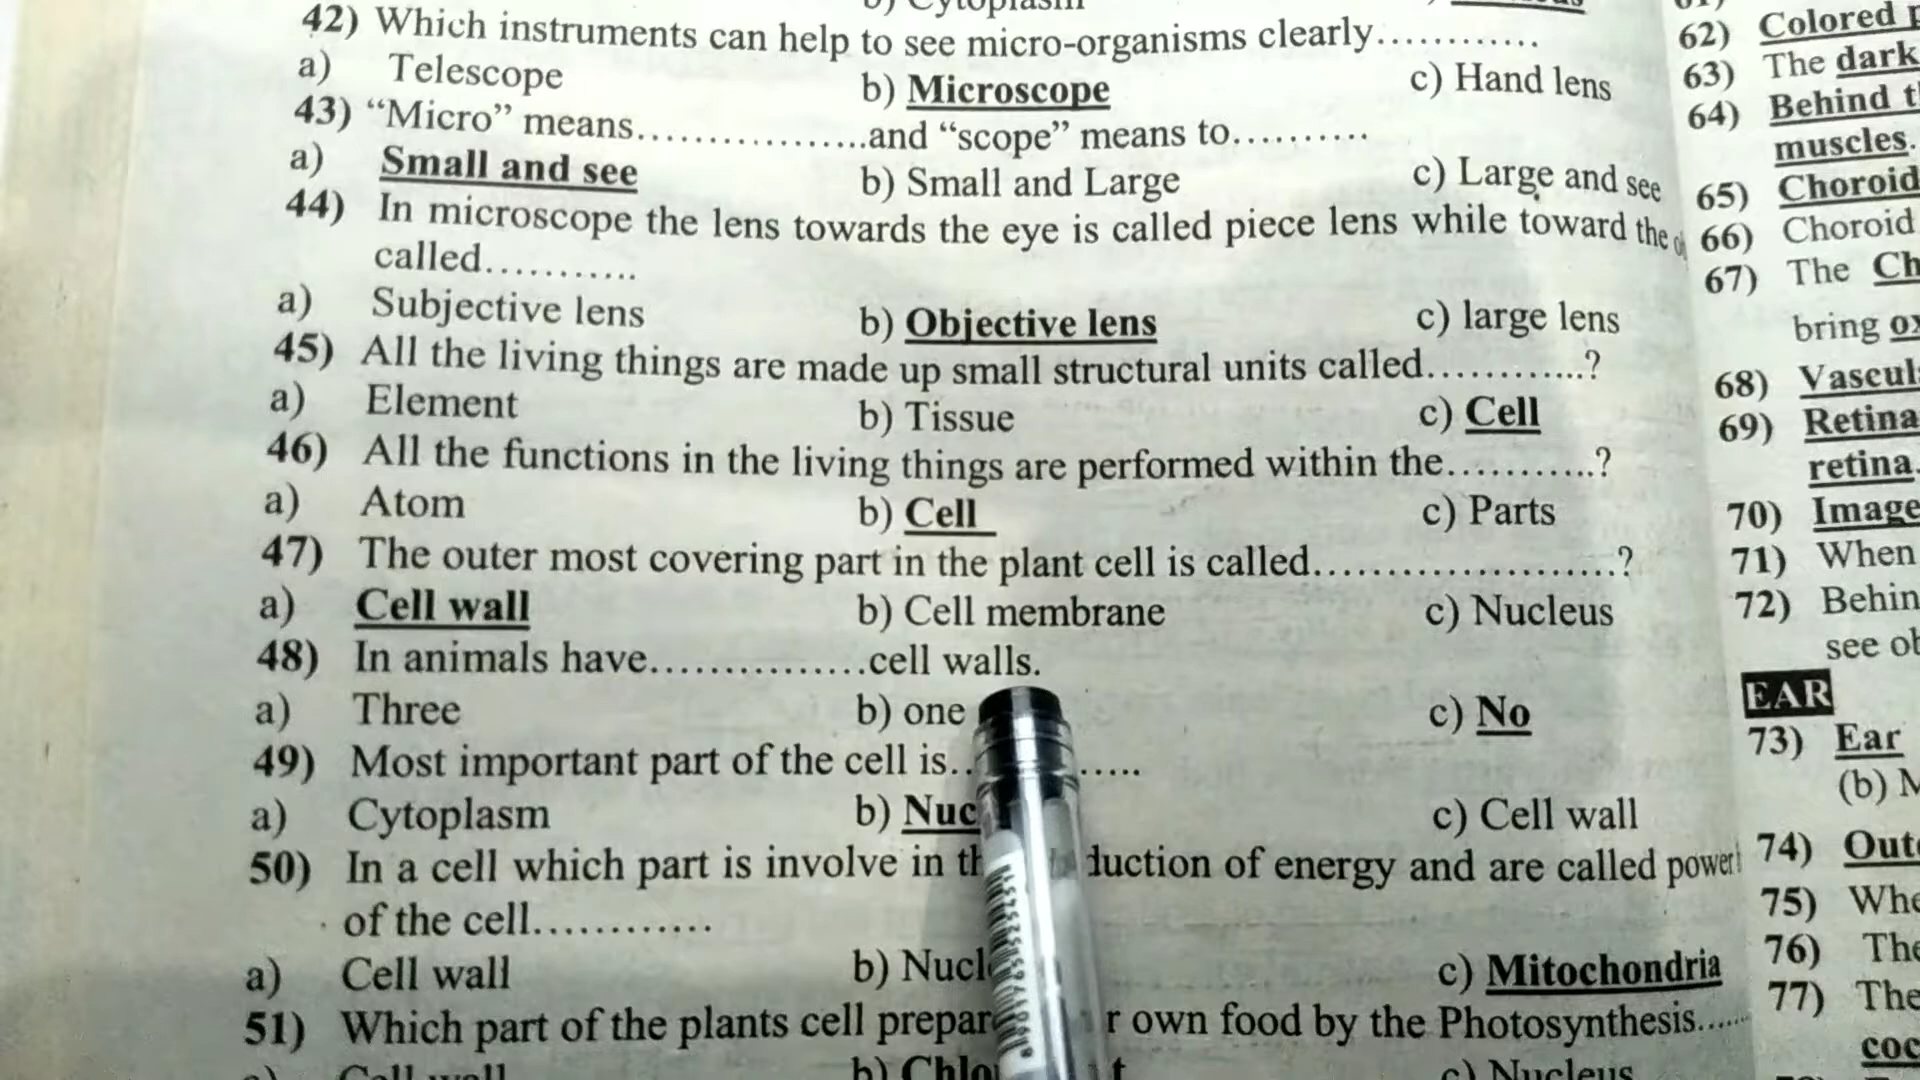 42) Which instruments can help to see micro-organisms clearly............
a) Telescope b) Microscope c) Hand lens
43) “Micro” means.................and “scope” means to..........
a) Small and see b) Small and Large c) Large and see
44) In microscope the lens towards the eye is called piece lens while toward the
called...........
a) Subjective lens b) Objective lens c) large lens
45) All the living things are made up small structural units called............?
a) Element b) Tissue c) Cell
46) All the functions in the living things are performed within the...........?
a) Atom b) Cell c) Parts
47) The outer most covering part in the plant cell is called.....................?
a) Cell wall b) Cell membrane c) Nucleus
48) In animals have...............cell walls.
a) Three b) one c) No
49) Most important part of the cell is.. .....
a) Cytoplasm b) Nuc c) Cell wall
50) In a cell which part is involve in th duction of energy and are called power
of the cell............
a) Cell wall b) Nucl c) Mitochondria
51) Which part of the plants cell prepar r own food by the Photosynthesis......
Cell wall b) Chlo t c) Nucleus
62) Colored
63) The dark
64) Behind t
muscles.
65) Choroid
66) Choroid
67) The Ch
bring ox
68) Vascul
69) Retina
retina.
70) Image
71) When
72) Behin
see ob
EAR
73) Ear
(b) M
74) Oute
75) Whe
76) The
77) The
coc